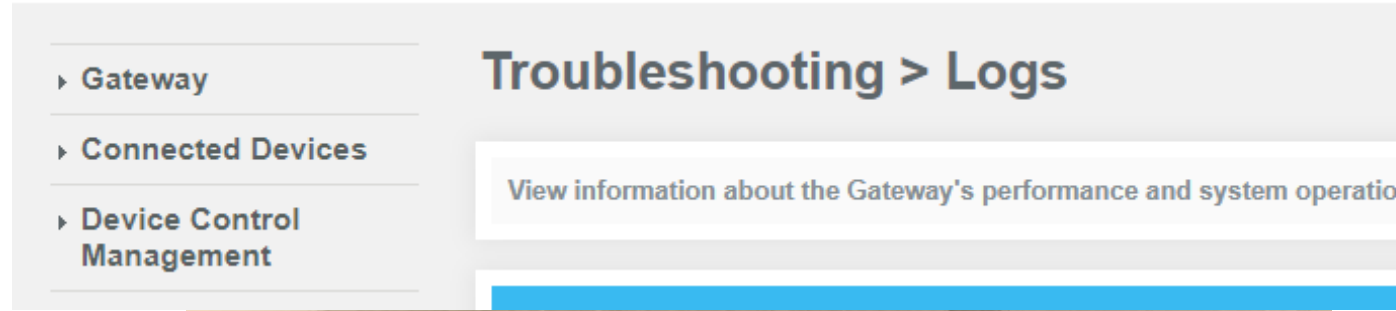 Gateway
Connected Devices
Device Control
Management
Troubleshooting > Logs
View information about the Gateway's performance and system operatio